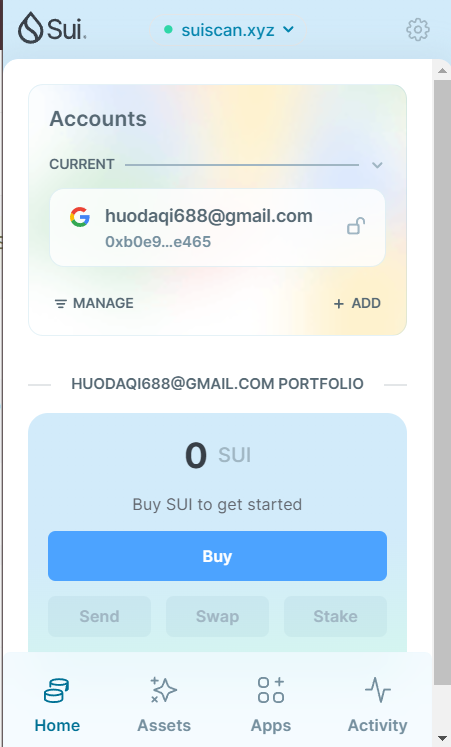 Sui.
suiscan.xyz
Accounts
CURRENT
huodaqi688@gmail.com
0xb0e9…e465
MANAGE
+ ADD
HUODAQI688@GMAIL.COM PORTFOLIO
0 SUI
Buy SUI to get started
Buy
Send Swap Stake
Home Assets Apps Activity